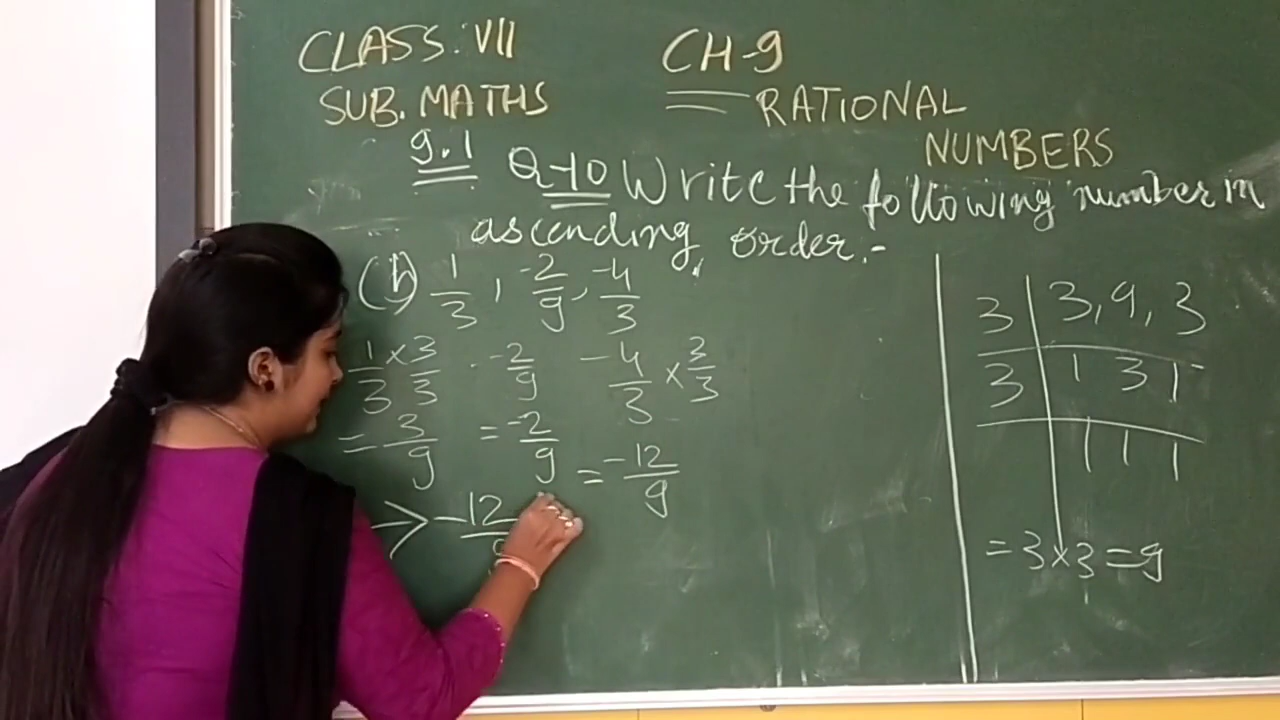 CLASS: VII CH-9
SUB. MATHS RATIONAL
NUMBERS
9.1 Q-10 Write the following number in
ascending order:-
1/3, -2/9, -4/3
1/3 × 3/3 -2/9 -4/3 × 3/3
= 3/9 = -2/9 = -12/9
→ -12
3 | 3, 9, 3
3 | 1 3 1
1 1 1
= 3×3=9